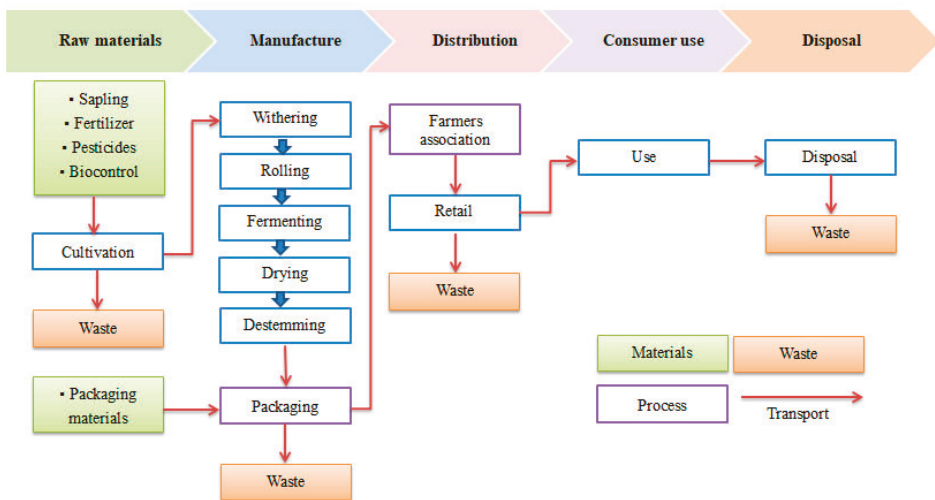 Raw materials
Manufacture
Distribution
Consumer use
Disposal
▪ Sapling
▪ Fertilizer
▪ Pesticides
▪ Biocontrol
Cultivation
Waste
▪ Packaging
materials
Withering
Rolling
Fermenting
Drying
Destemming
Packaging
Waste
Farmers
association
Retail
Waste
Use
Disposal
Waste
Materials
Waste
Process
Transport